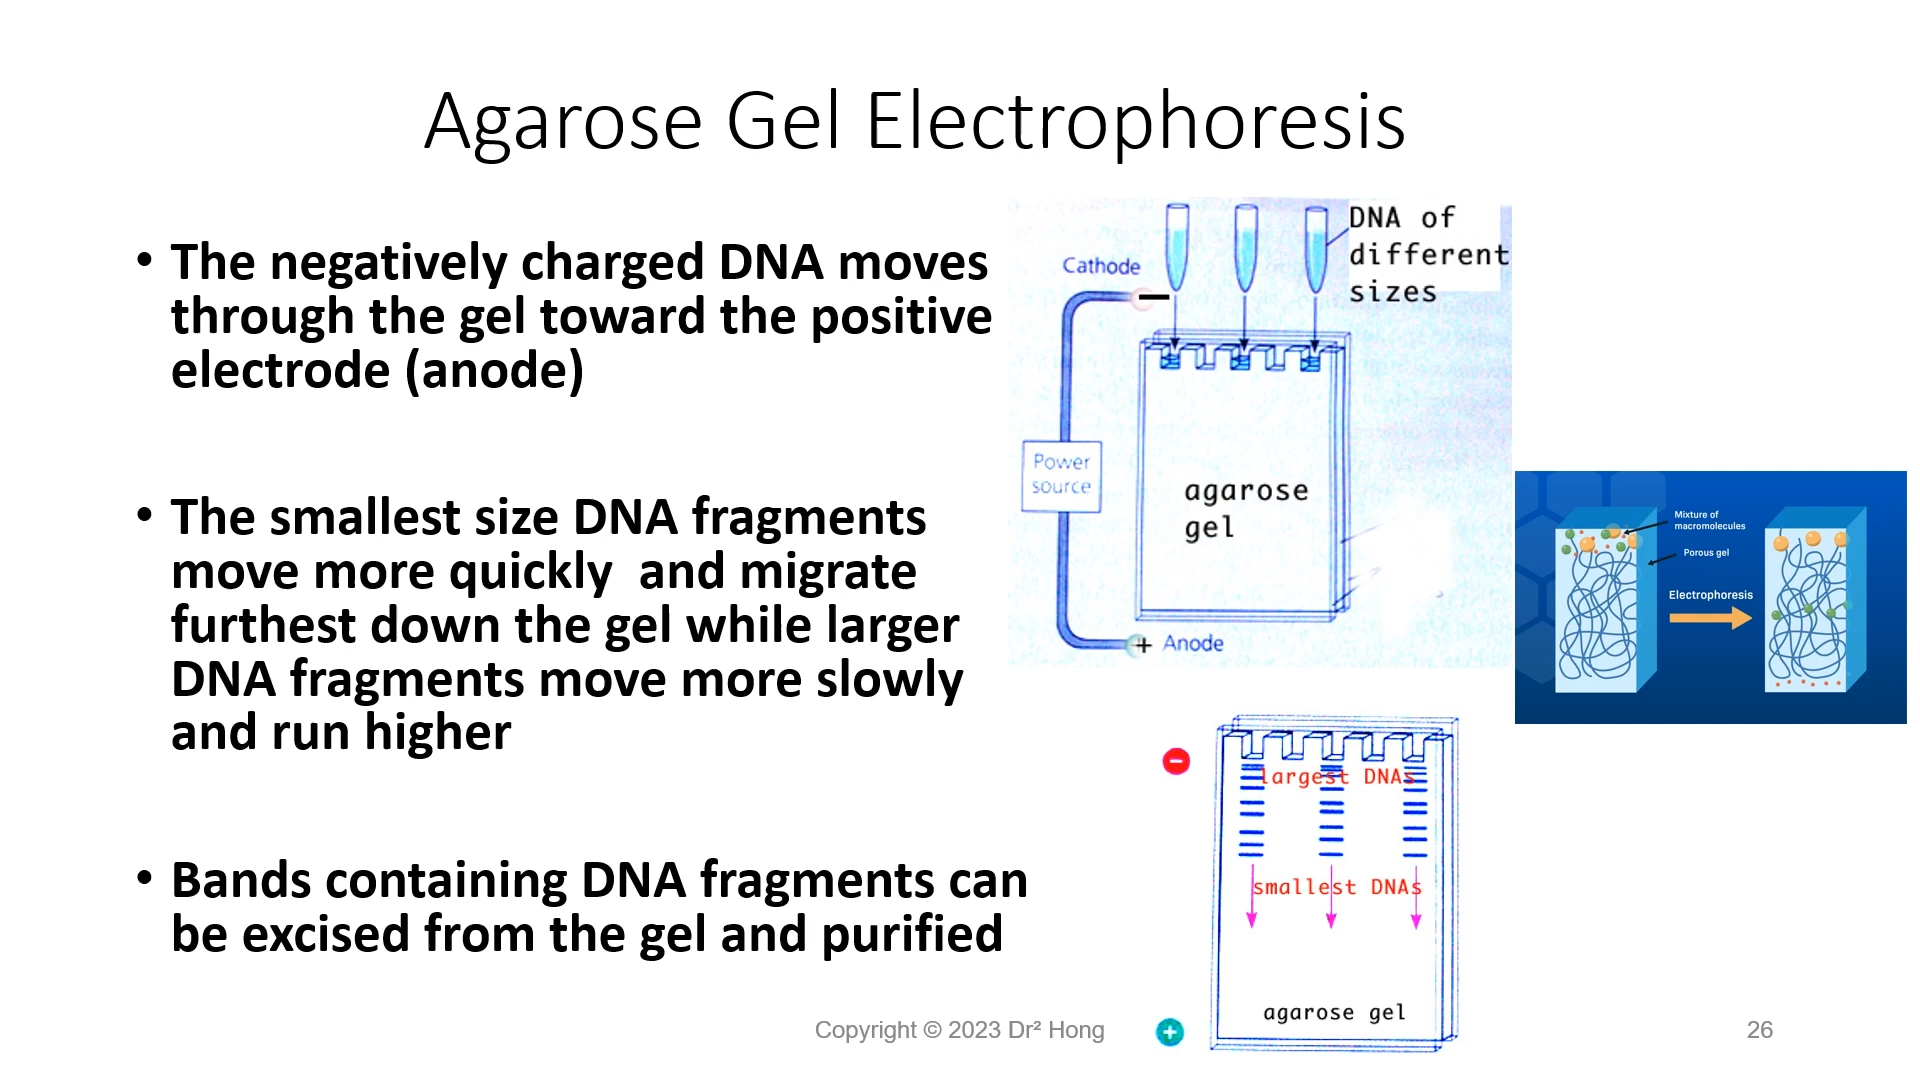 Agarose Gel Electrophoresis
• The negatively charged DNA moves
through the gel toward the positive
electrode (anode)
• The smallest size DNA fragments
move more quickly  and migrate
furthest down the gel while larger
DNA fragments move more slowly
and run higher
• Bands containing DNA fragments can
be excised from the gel and purified
DNA of
different
sizes
Cathode
−
Power
source
agarose
gel
+ Anode
Mixture of
macromolecules
Porous gel
Electrophoresis
−
largest DNAs
smallest DNAs
agarose gel
+
Copyright © 2023 Dr² Hong
26